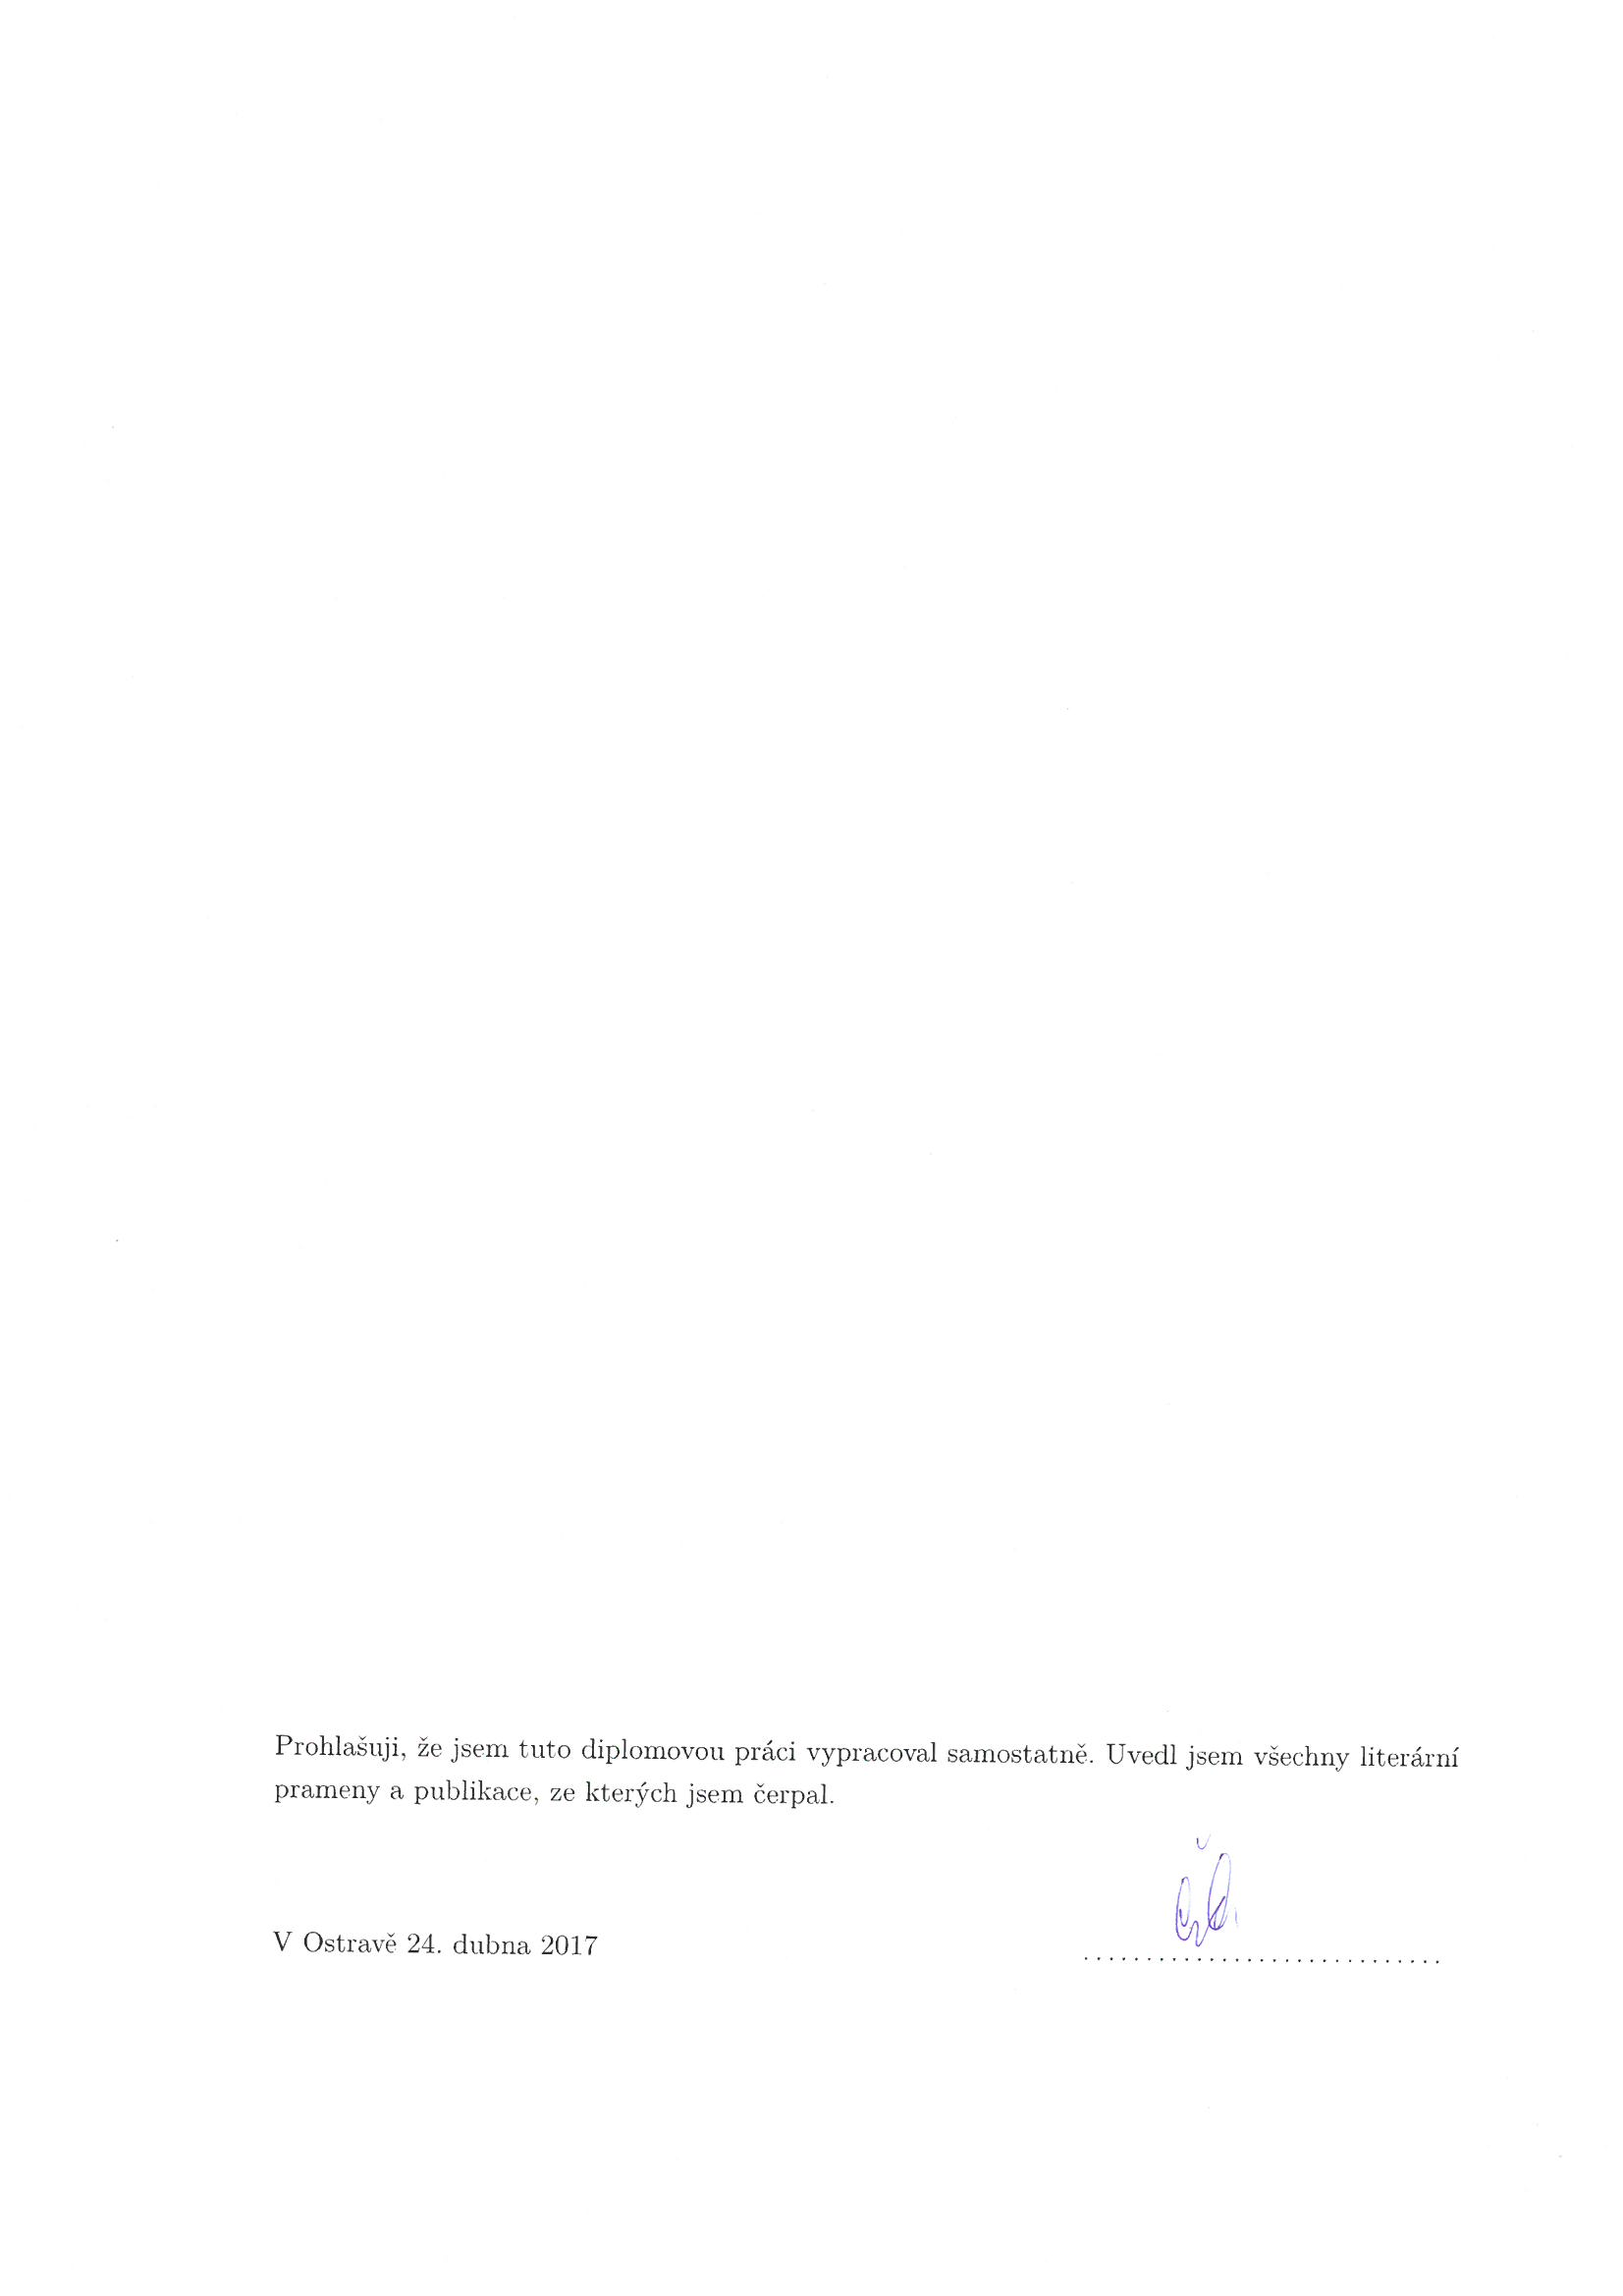 Prohlašuji, že jsem tuto diplomovou práci vypracoval samostatně. Uvedl jsem všechny literární
prameny a publikace, ze kterých jsem čerpal.
V Ostravě 24. dubna 2017